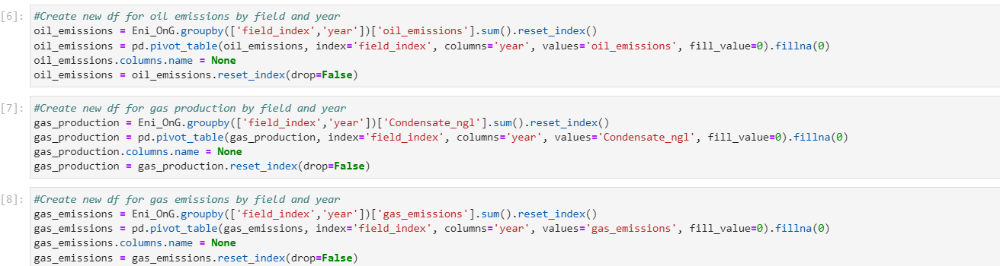 [6]: #Create new df for oil emissions by field and year
oil_emissions = Eni_OnG.groupby(['field_index','year'])['oil_emissions'].sum().reset_index()
oil_emissions = pd.pivot_table(oil_emissions, index='field_index', columns='year', values='oil_emissions', fill_value=0).fillna(0)
oil_emissions.columns.name = None
oil_emissions = oil_emissions.reset_index(drop=False)
[7]: #Create new df for gas production by field and year
gas_production = Eni_OnG.groupby(['field_index','year'])['Condensate_ngl'].sum().reset_index()
gas_production = pd.pivot_table(gas_production, index='field_index', columns='year', values='Condensate_ngl', fill_value=0).fillna(0)
gas_production.columns.name = None
gas_production = gas_production.reset_index(drop=False)
[8]: #Create new df for gas emissions by field and year
gas_emissions = Eni_OnG.groupby(['field_index','year'])['gas_emissions'].sum().reset_index()
gas_emissions = pd.pivot_table(gas_emissions, index='field_index', columns='year', values='gas_emissions', fill_value=0).fillna(0)
gas_emissions.columns.name = None
gas_emissions = gas_emissions.reset_index(drop=False)